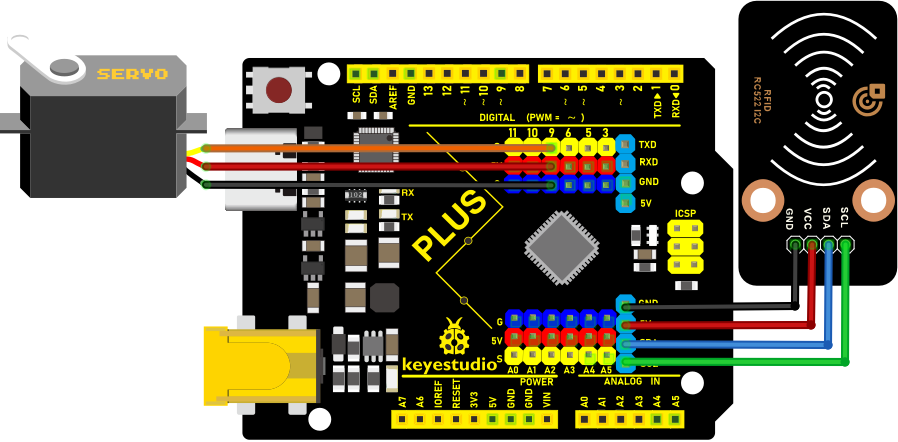 SERVO
SCL
SDA
AREF
GND
13
12
~11
~10
~9
8
7
~6
~5
4
~3
2
TXD▶1
RXD◀0
DIGITAL (PWM = ~ )
11 10 9 6 5 3
TXD
RXD
GND
5V
RX
TX
102
PLUS
ICSP
RFID
RC522 I2C
GND
VCC
SDA
SCL
G
5V
S
A0 A1 A2 A3 A4 A5
keyestudio
POWER
ANALOG IN
A7
A6
IOREF
RESET
3V3
5V
GND
GND
VIN
A0
A1
A2
A3
A4
A5